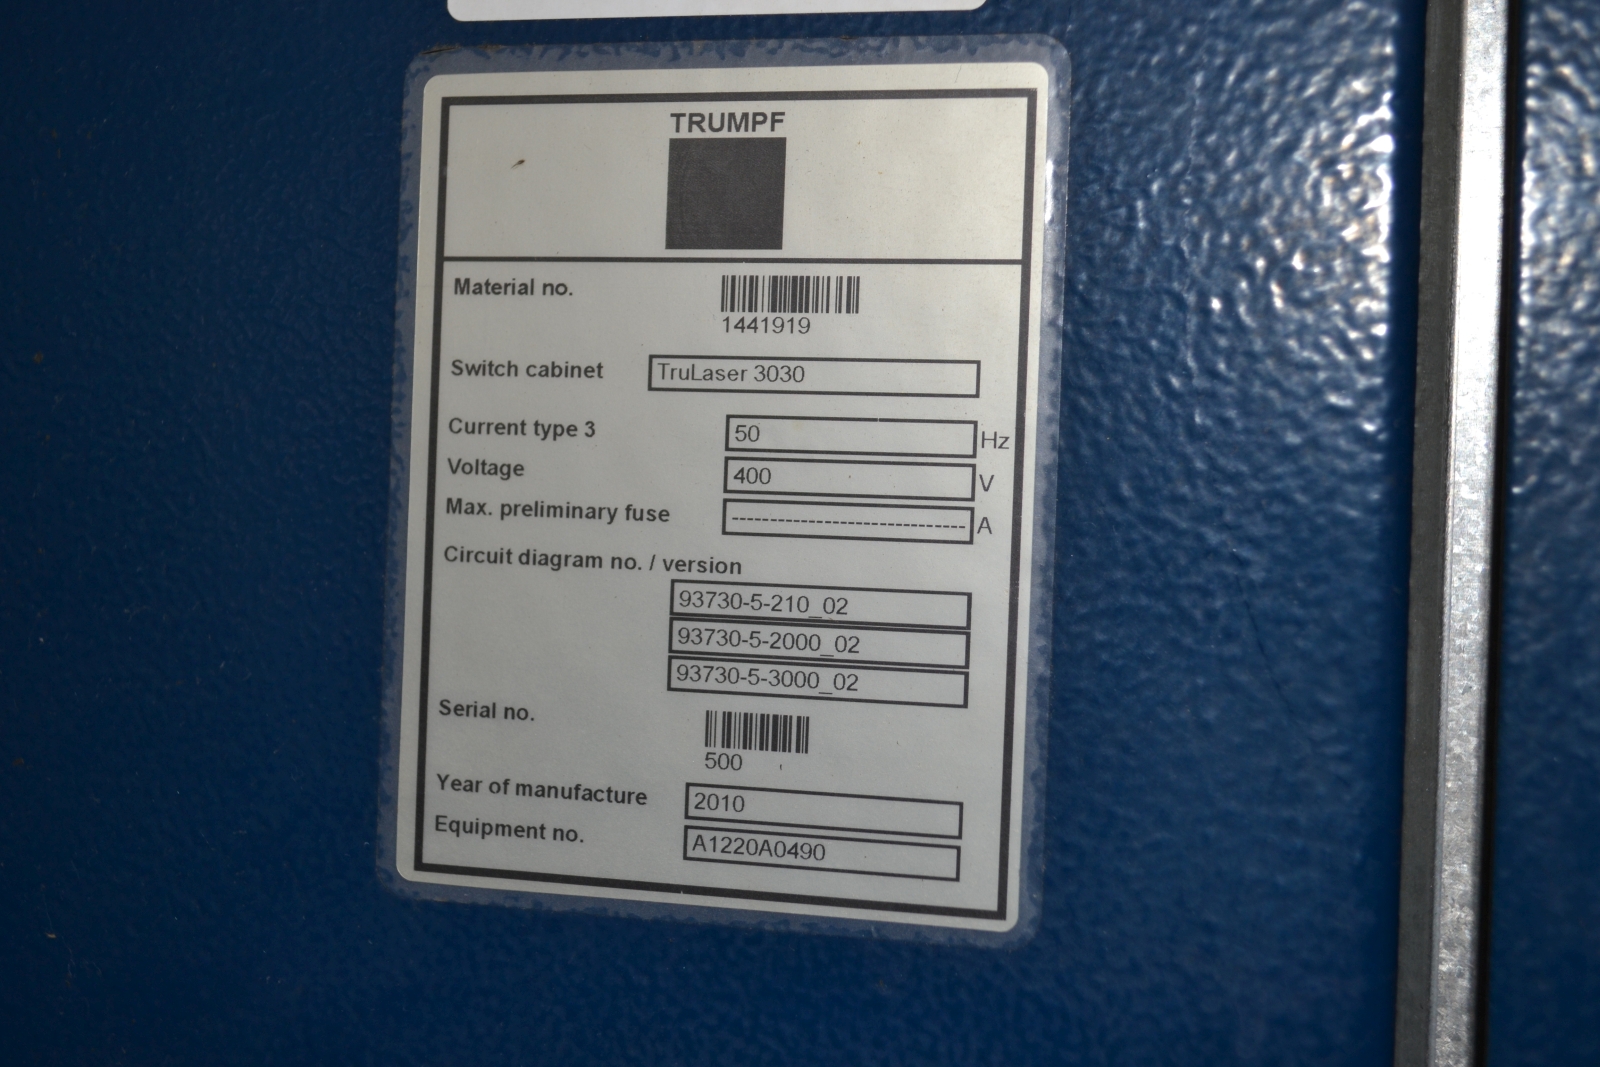 TRUMPF
Material no.
1441919
Switch cabinet TruLaser 3030
Current type 3 50 Hz
Voltage 400 V
Max. preliminary fuse ------------------------------- A
Circuit diagram no. / version
93730-5-210_02
93730-5-2000_02
93730-5-3000_02
Serial no.
500
Year of manufacture 2010
Equipment no. A1220A0490